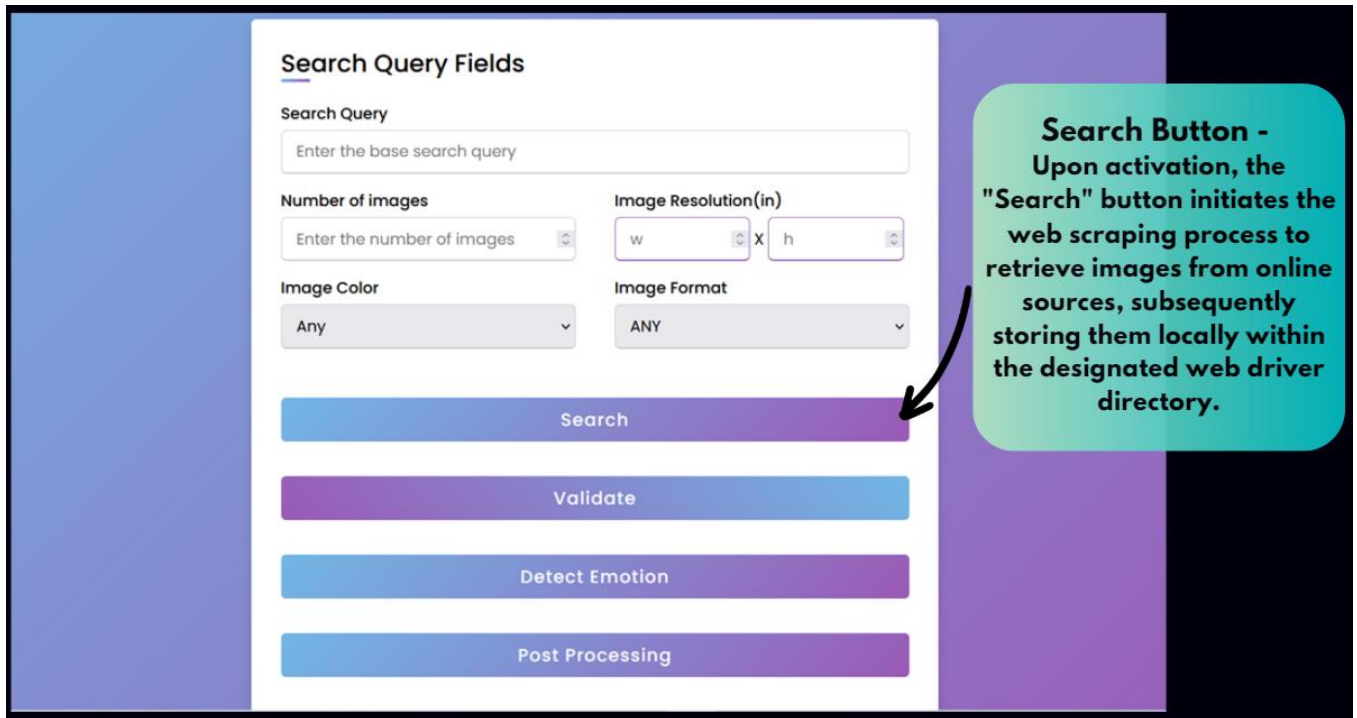 Search Query Fields
Search Query
Enter the base search query
Number of images
Image Resolution(in)
Enter the number of images
w X h
Image Color
Image Format
Any
ANY
Search
Validate
Detect Emotion
Post Processing
Search Button -
Upon activation, the
"Search" button initiates the
web scraping process to
retrieve images from online
sources, subsequently
storing them locally within
the designated web driver
directory.